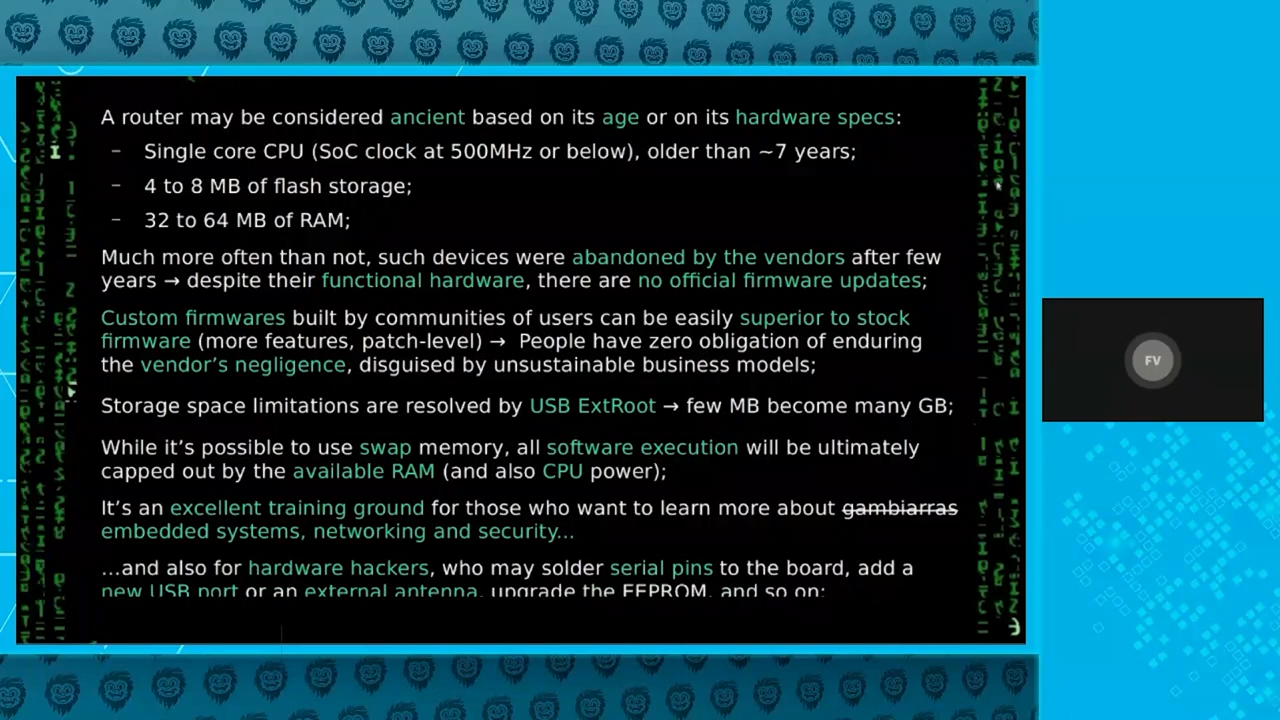 A router may be considered ancient based on its age or on its hardware specs:
– Single core CPU (SoC clock at 500MHz or below), older than ~7 years;
– 4 to 8 MB of flash storage;
– 32 to 64 MB of RAM;
Much more often than not, such devices were abandoned by the vendors after few
years → despite their functional hardware, there are no official firmware updates;
Custom firmwares built by communities of users can be easily superior to stock
firmware (more features, patch-level) → People have zero obligation of enduring
the vendor’s negligence, disguised by unsustainable business models;
Storage space limitations are resolved by USB ExtRoot → few MB become many GB;
While it’s possible to use swap memory, all software execution will be ultimately
capped out by the available RAM (and also CPU power);
It’s an excellent training ground for those who want to learn more about gambiarras
embedded systems, networking and security...
...and also for hardware hackers, who may solder serial pins to the board, add a
new USB port or an external antenna, upgrade the EEPROM, and so on;
FV